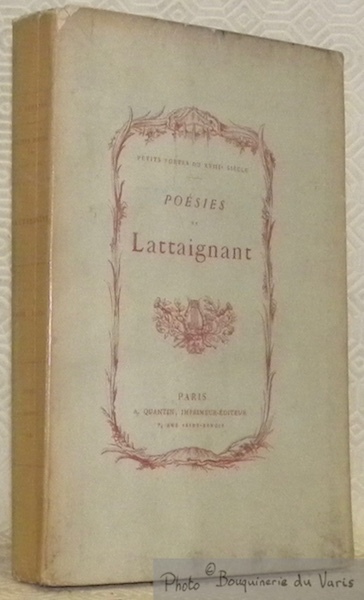 PETITS POETES DU XVIIIE SIÈCLE
POÉSIES
DE
Lattaignant
PARIS
A. QUANTIN, IMPRIMEUR-ÉDITEUR
7, RUE SAINT-BENOIT
Photo © Bouquinerie du Varis